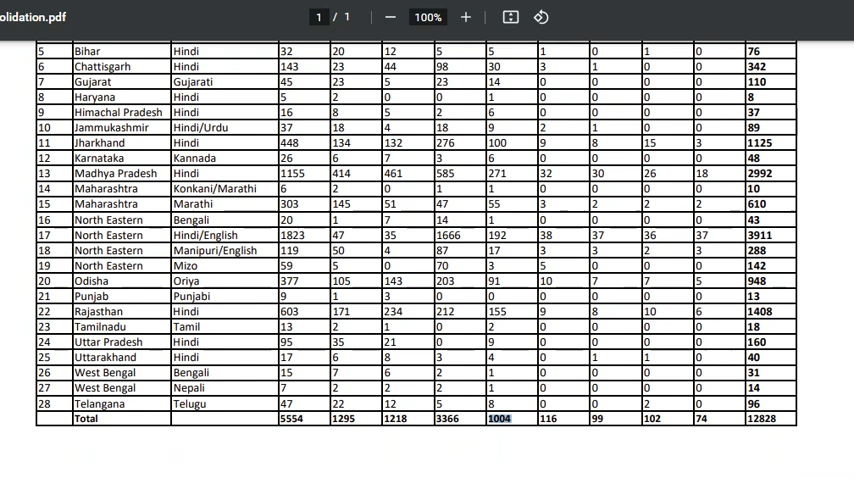 olidation.pdf 1 / 1 100%
5 Bihar Hindi 32 20 12 5 5 1 0 1 0 76
6 Chattisgarh Hindi 143 23 44 98 30 3 1 0 0 342
7 Gujarat Gujarati 45 23 5 23 14 0 0 0 0 110
8 Haryana Hindi 5 2 0 0 1 0 0 0 0 8
9 Himachal Pradesh Hindi 16 8 5 2 6 0 0 0 0 37
10 Jammukashmir Hindi/Urdu 37 18 4 18 9 2 1 0 0 89
11 Jharkhand Hindi 448 134 132 276 100 9 8 15 3 1125
12 Karnataka Kannada 26 6 7 3 6 0 0 0 0 48
13 Madhya Pradesh Hindi 1155 414 461 585 271 32 30 26 18 2992
14 Maharashtra Konkani/Marathi 6 2 0 1 1 0 0 0 0 10
15 Maharashtra Marathi 303 145 51 47 55 3 2 2 2 610
16 North Eastern Bengali 20 1 7 14 1 0 0 0 0 43
17 North Eastern Hindi/English 1823 47 35 1666 192 38 37 36 37 3911
18 North Eastern Manipuri/English 119 50 4 87 17 3 3 2 3 288
19 North Eastern Mizo 59 5 0 70 3 5 0 0 0 142
20 Odisha Oriya 377 105 143 203 91 10 7 7 5 948
21 Punjab Punjabi 9 1 3 0 0 0 0 0 0 13
22 Rajasthan Hindi 603 171 234 212 155 9 8 10 6 1408
23 Tamilnadu Tamil 13 2 1 0 2 0 0 0 0 18
24 Uttar Pradesh Hindi 95 35 21 0 9 0 0 0 0 160
25 Uttarakhand Hindi 17 6 8 3 4 0 1 1 0 40
26 West Bengal Bengali 15 7 6 2 1 0 0 0 0 31
27 West Bengal Nepali 7 2 2 2 1 0 0 0 0 14
28 Telangana Telugu 47 22 12 5 8 0 0 2 0 96
Total 5554 1295 1218 3366 1004 116 99 102 74 12828